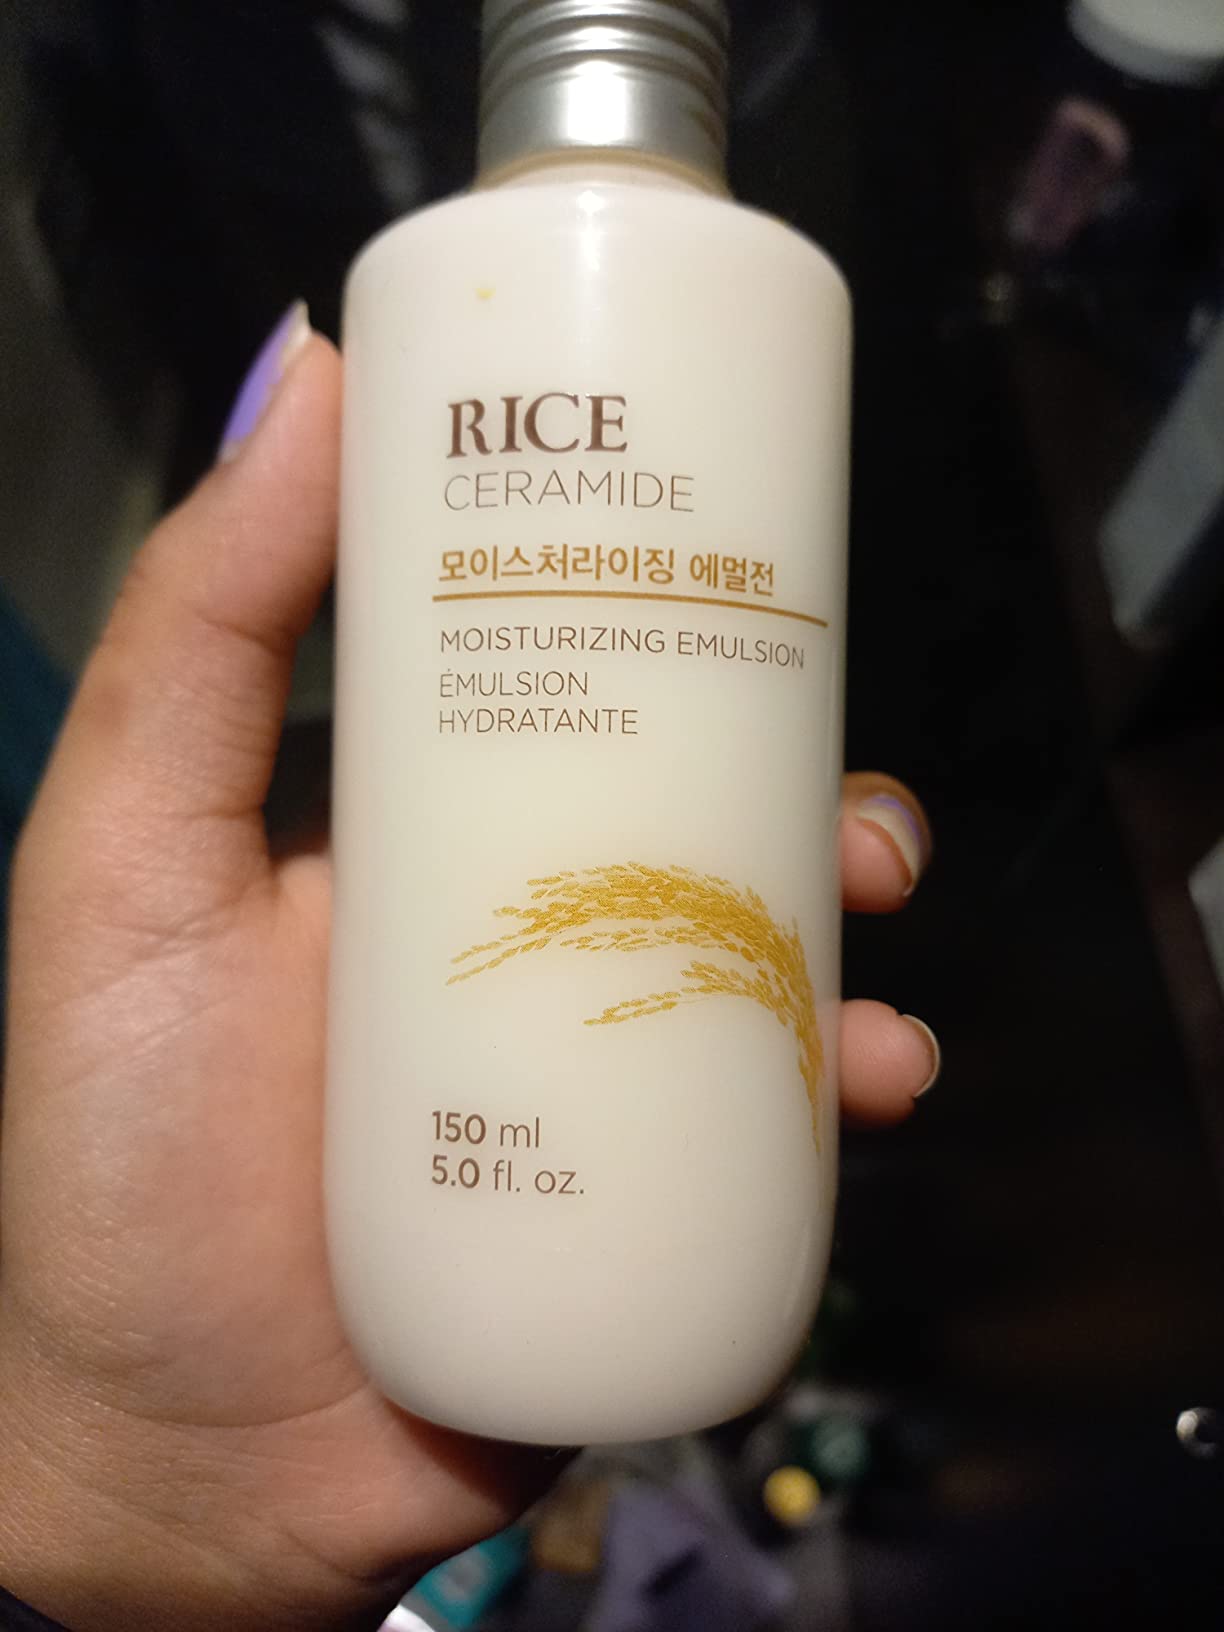 RICE
CERAMIDE
모이스처라이징 에멀전
MOISTURIZING EMULSION
ÉMULSION
HYDRATANTE
150 ml
5.0 fl. oz.